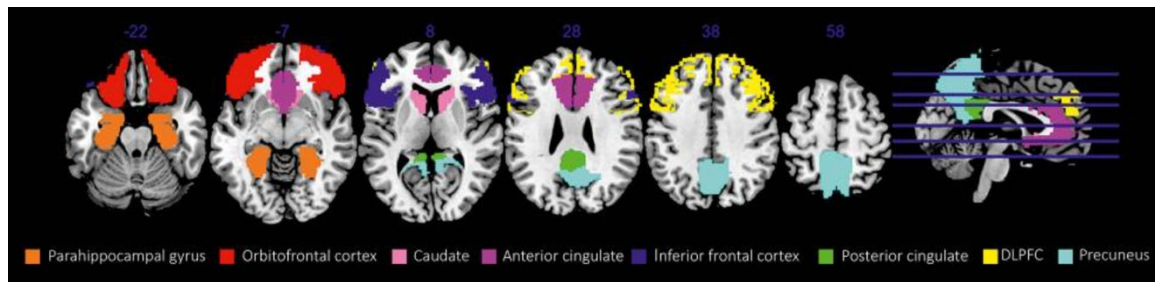 -22 -7 8 28 38 58
Parahippocampal gyrus Orbitofrontal cortex Caudate Anterior cingulate Inferior frontal cortex Posterior cingulate DLPFC Precuneus